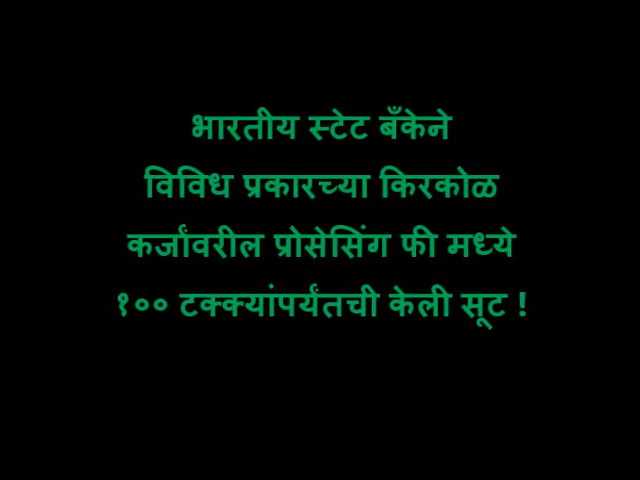 भारतीय स्टेट बँकेने
विविध प्रकारच्या किरकोळ
कर्जांवरील प्रोसेसिंग फी मध्ये
१०० टक्क्यांपर्यंतची केली सूट !